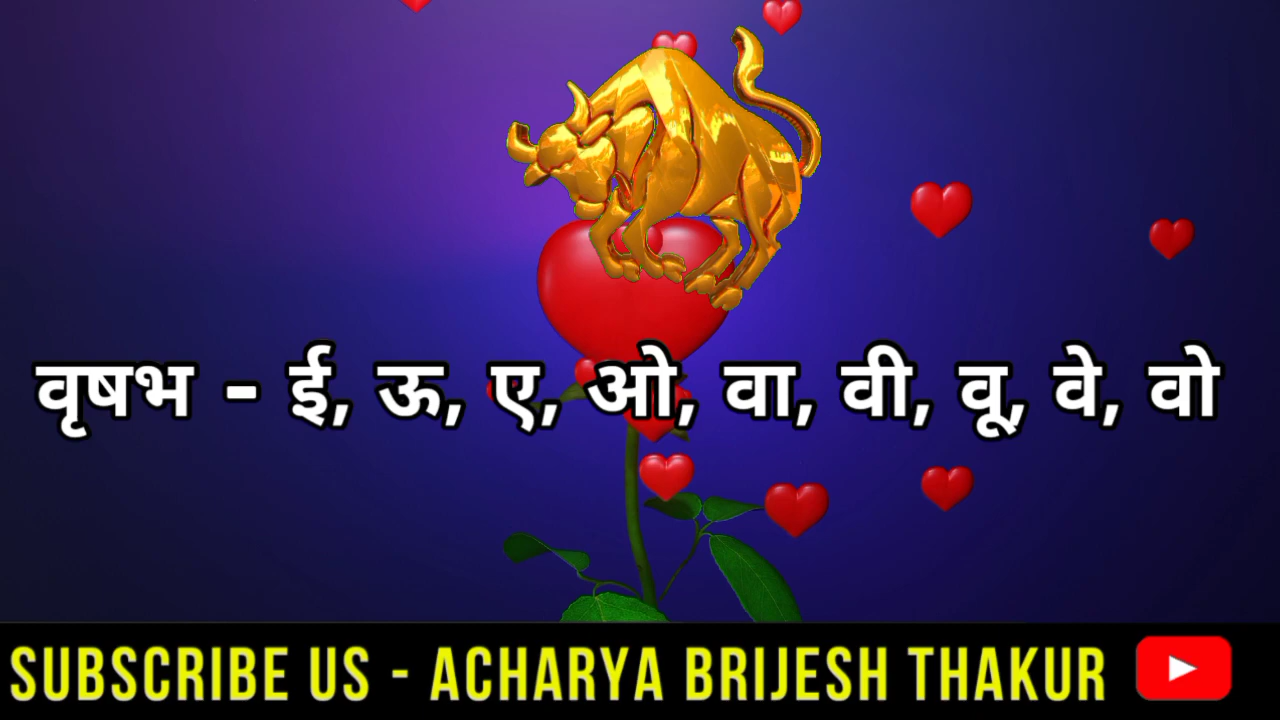 वृषभ - ई, ऊ, ए, ओ, वा, वी, वू, वे, वो
SUBSCRIBE US - ACHARYA BRIJESH THAKUR